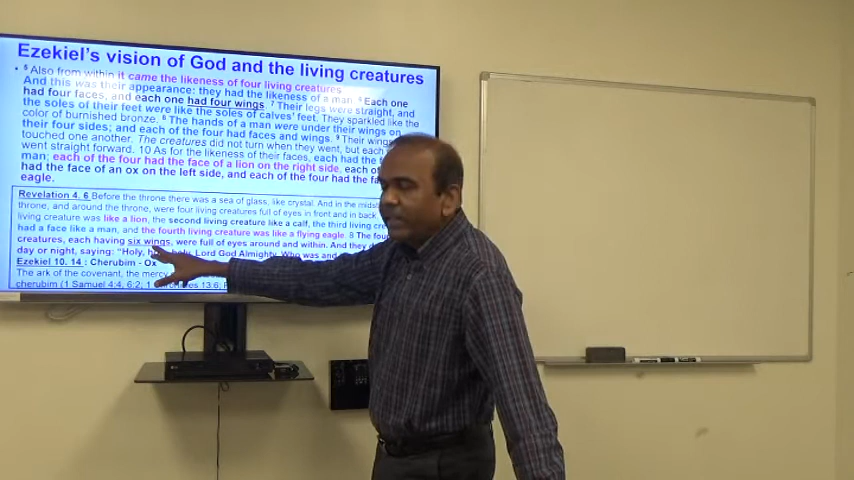 Ezekiel's vision of God and the living creatures
• 5 Also from within it came the likeness of four living creatures.
And this was their appearance: they had the likeness of a man. 6 Each one
had four faces, and each one had four wings. 7 Their legs were straight, and
the soles of their feet were like the soles of calves' feet. They sparkled like the
color of burnished bronze. 8 The hands of a man were under their wings on
their four sides; and each of the four had faces and wings. 9 Their wings
touched one another. The creatures did not turn when they went, but each
went straight forward. 10 As for the likeness of their faces, each had the
man; each of the four had the face of a lion on the right side, each of
had the face of an ox on the left side, and each of the four had the
eagle.
Revelation 4. 6 Before the throne there was a sea of glass, like crystal. And in the midst
throne, and around the throne, were four living creatures full of eyes in front and in back.
living creature was like a lion, the second living creature like a calf, the third living
had a face like a man, and the fourth living creature was like a flying eagle. 8 The four
creatures, each having six wings, were full of eyes around and within. And they
day or night, saying: "Holy, holy, Lord God Almighty, Who was and
Ezekiel 10. 14 : Cherubim - Ox
The ark of the covenant, the mercy
cherubim (1 Samuel 4:4, 6:2; 1 Chronicles 13:6;